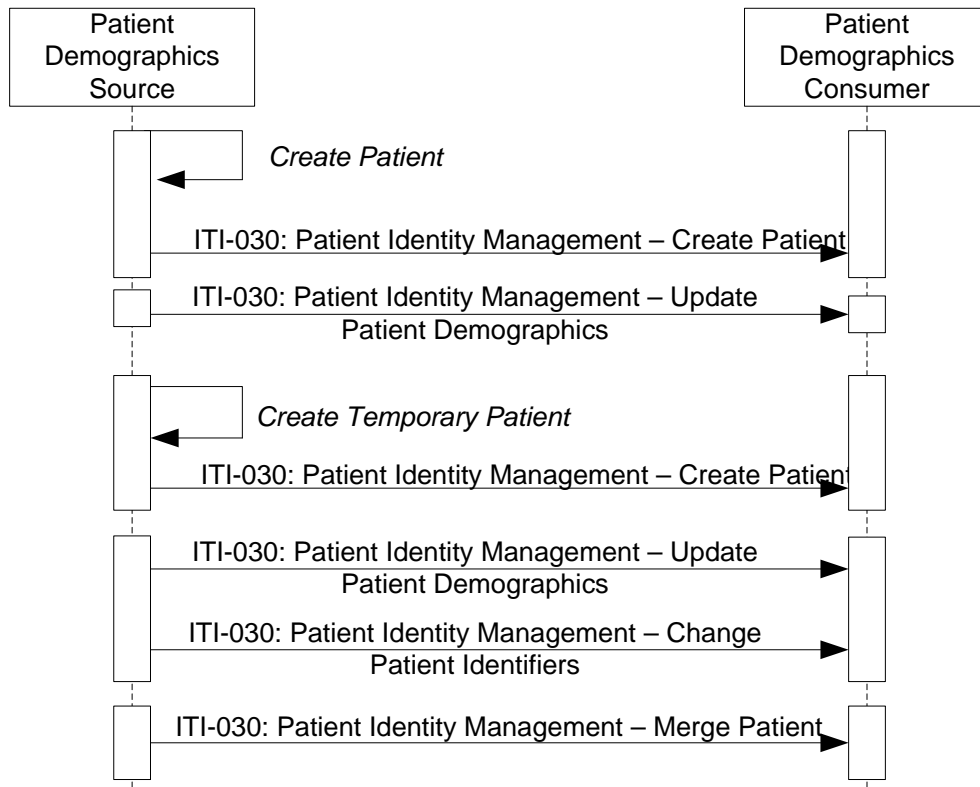 Patient
Demographics
Source
Patient
Demographics
Consumer
Create Patient
ITI-030: Patient Identity Management – Create Patient
ITI-030: Patient Identity Management – Update
Patient Demographics
Create Temporary Patient
ITI-030: Patient Identity Management – Create Patient
ITI-030: Patient Identity Management – Update
Patient Demographics
ITI-030: Patient Identity Management – Change
Patient Identifiers
ITI-030: Patient Identity Management – Merge Patient